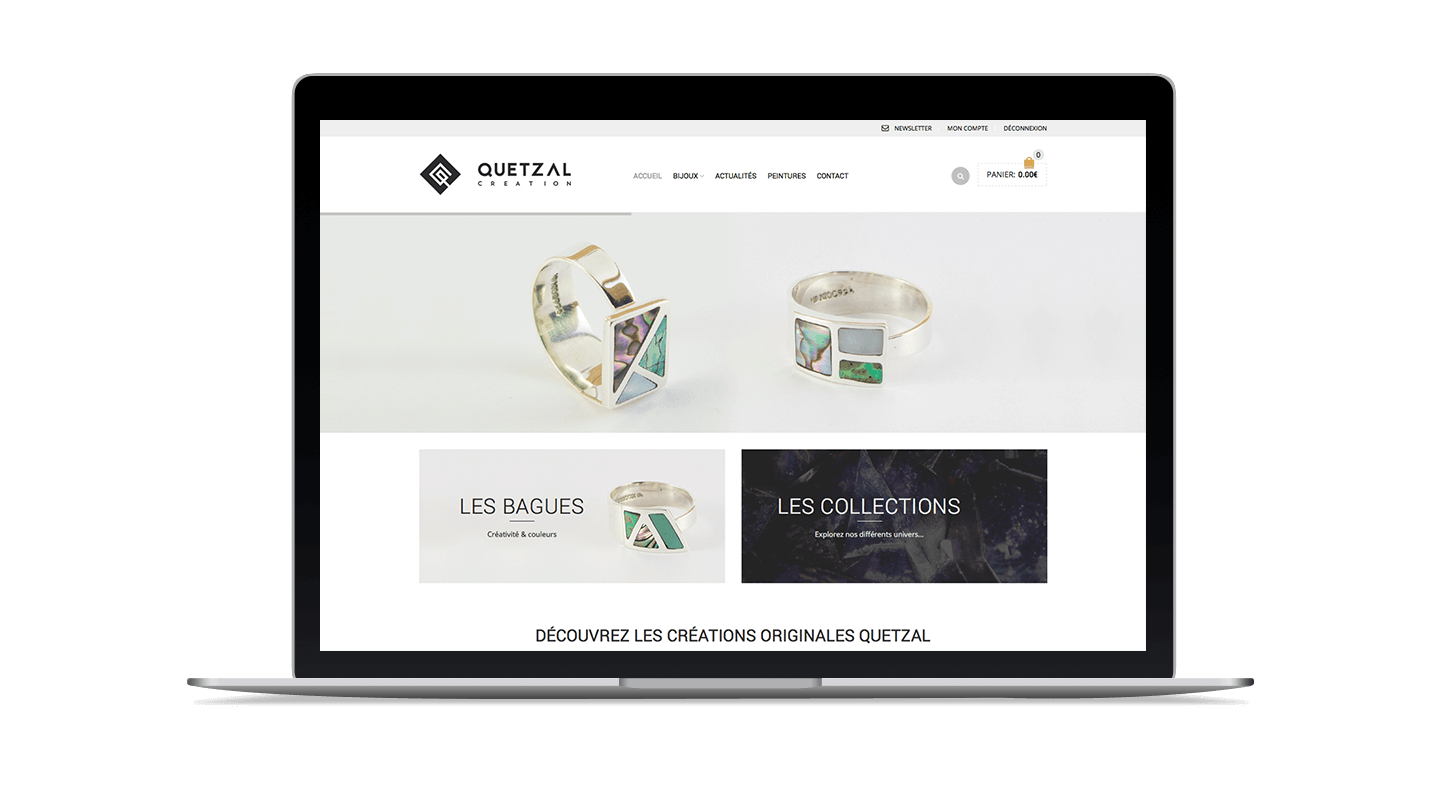 NEWSLETTER MON COMPTE DÉCONNEXION
QUETZAL
CREATION
ACCUEIL BIJOUX ACTUALITÉS PEINTURES CONTACT
0
PANIER: 0.00€
LES BAGUES
Créativité & couleurs
LES COLLECTIONS
Explorez nos différents univers...
DÉCOUVREZ LES CRÉATIONS ORIGINALES QUETZAL